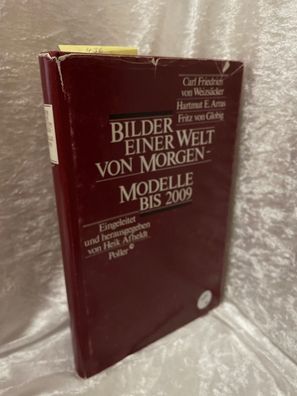 Carl Friedrich
von Weizsäcker
Hartmut E. Arras
Fritz von Globig
BILDER
EINER WELT
VON MORGEN-
MODELLE
BIS 2009
Eingeleitet
und herausgegeben
von Heik Afheldt
Poller